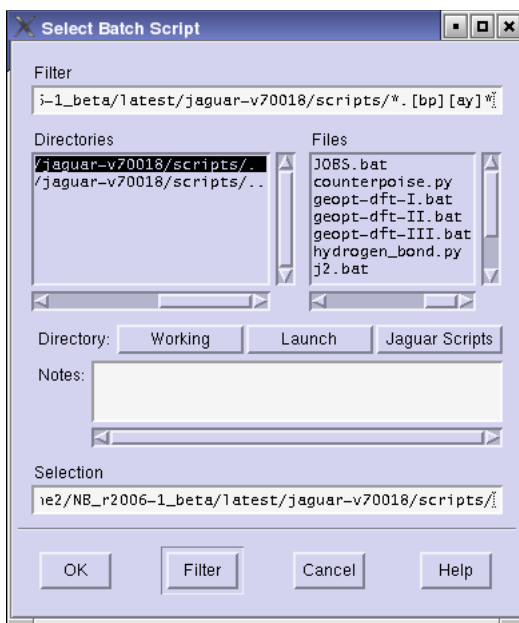 Select Batch Script
Filter
-1_beta/latest/jaguar-v70018/scripts/*.[bp][ay]*
Directories
Files
/jaguar-v70018/scripts/.
/jaguar-v70018/scripts/..
JOBS.bat
counterpoise.py
geopt-dft-I.bat
geopt-dft-II.bat
geopt-dft-III.bat
hydrogen_bond.py
j2.bat
Directory:
Working
Launch
Jaguar Scripts
Notes:
Selection
ne2/NB_r2006-1_beta/latest/jaguar-v70018/scripts/
OK
Filter
Cancel
Help